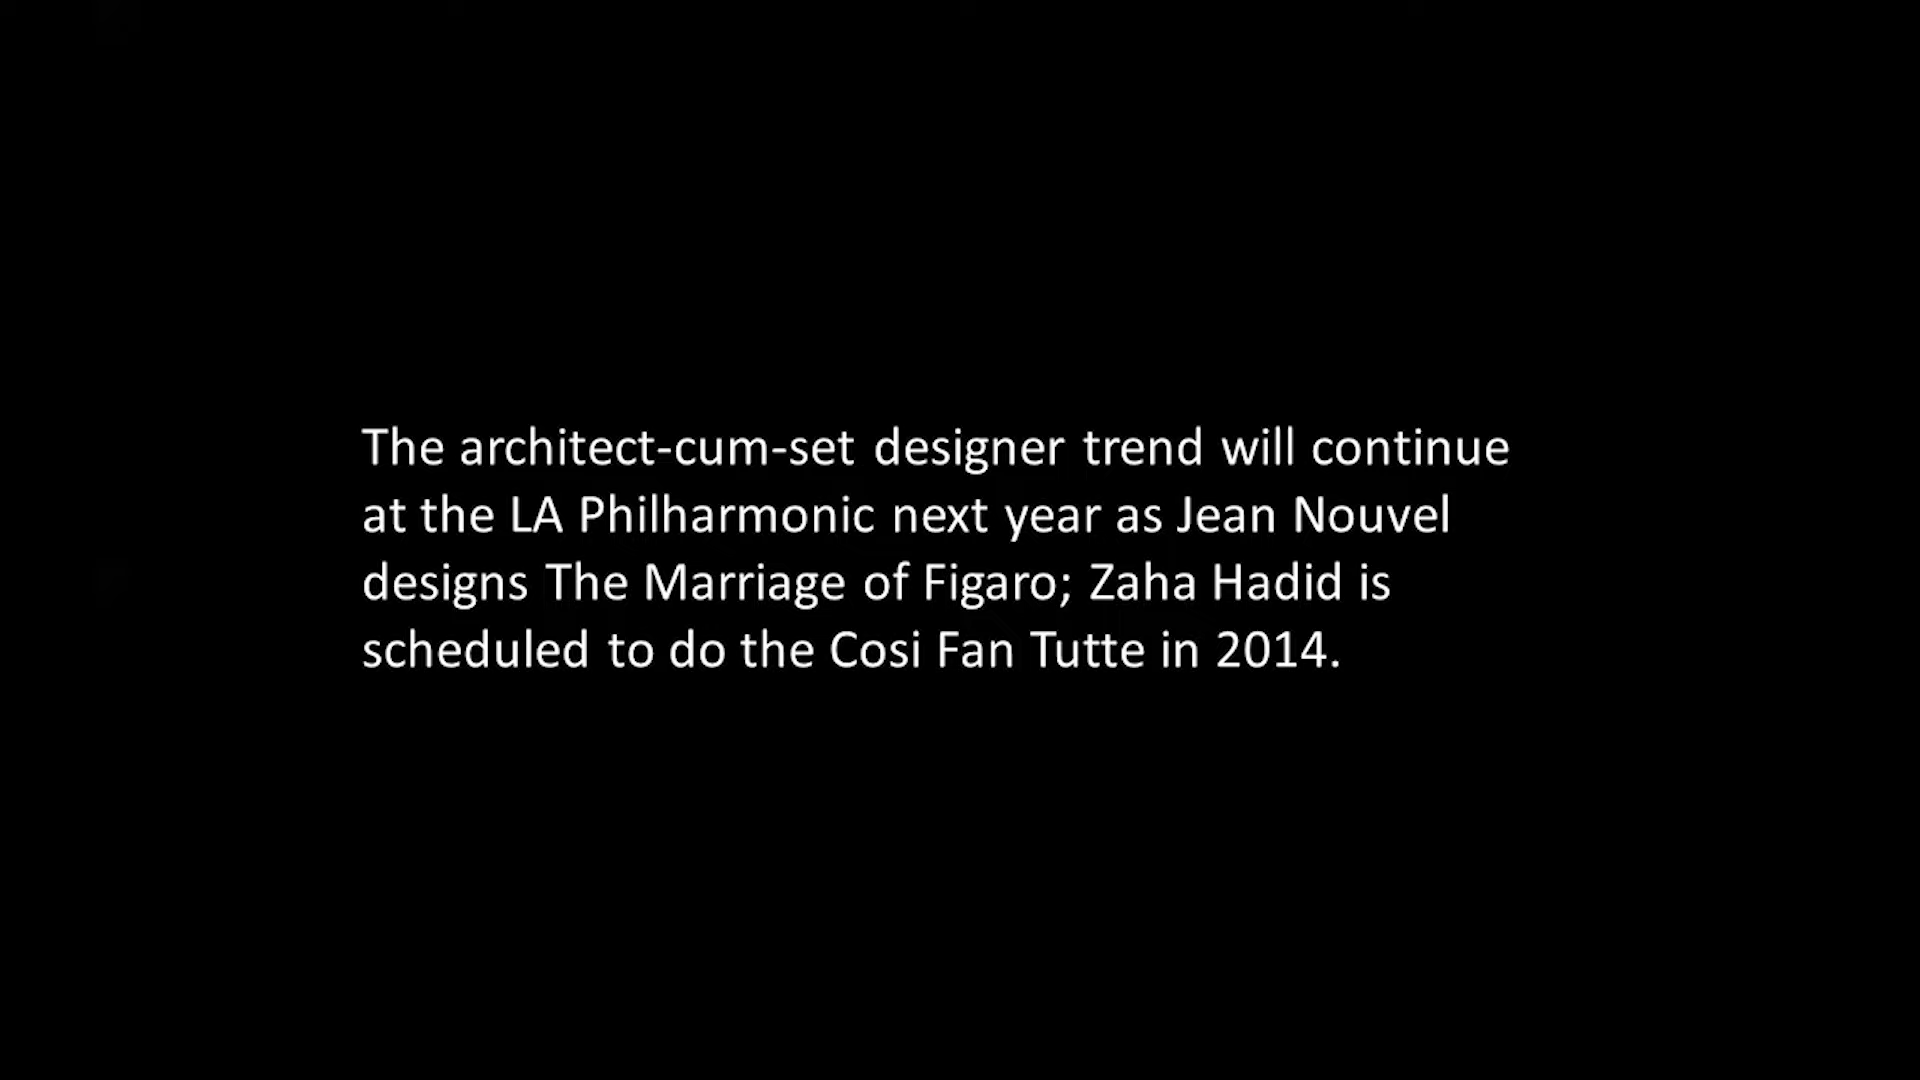 The architect-cum-set designer trend will continue
at the LA Philharmonic next year as Jean Nouvel
designs The Marriage of Figaro; Zaha Hadid is
scheduled to do the Cosi Fan Tutte in 2014.